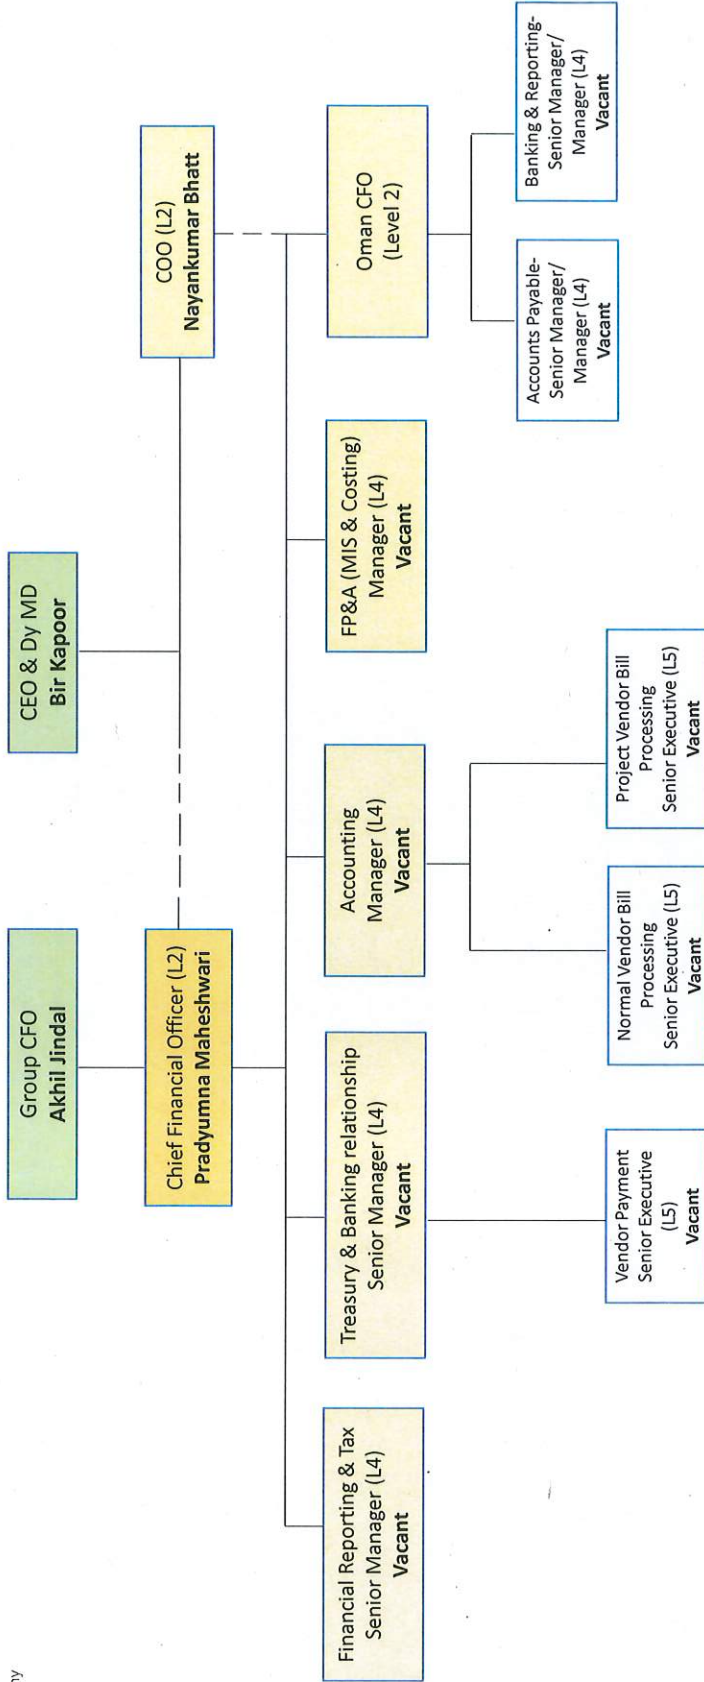 Group CFO
Akhil Jindal
CEO & Dy MD
Bir Kapoor
Chief Financial Officer (L2)
Pradyumna Maheshwari
COO (L2)
Nayankumar Bhatt
Financial Reporting & Tax
Senior Manager (L4)
Vacant
Treasury & Banking relationship
Senior Manager (L4)
Vacant
Accounting
Manager (L4)
Vacant
FP&A (MIS & Costing)
Manager (L4)
Vacant
Oman CFO
(Level 2)
Accounts Payable-
Senior Manager/
Manager (L4)
Vacant
Banking & Reporting-
Senior Manager/
Manager (L4)
Vacant
Vendor Payment
Senior Executive
(L5)
Vacant
Normal Vendor Bill
Processing
Senior Executive (L5)
Vacant
Project Vendor Bill
Processing
Senior Executive (L5)
Vacant